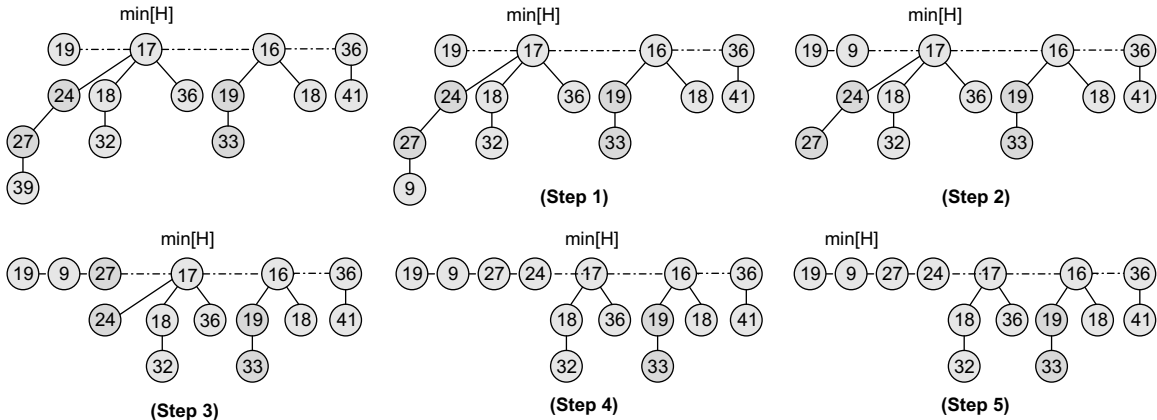 min[H] min[H] min[H]
19 17 16 36 19 17 16 36 19 9 17 16 36
24 18 36 19 18 41 24 18 36 19 18 41 24 18 36 19 18 41
27 32 33 27 32 33 27 32 33
39 9
(Step 1) (Step 2)
min[H] min[H] min[H]
19 9 27 17 16 36 19 9 27 24 17 16 36 19 9 27 24 17 16 36
24 18 36 19 18 41 18 36 19 18 41 18 36 19 18 41
32 33 32 33 32 33
(Step 3) (Step 4) (Step 5)